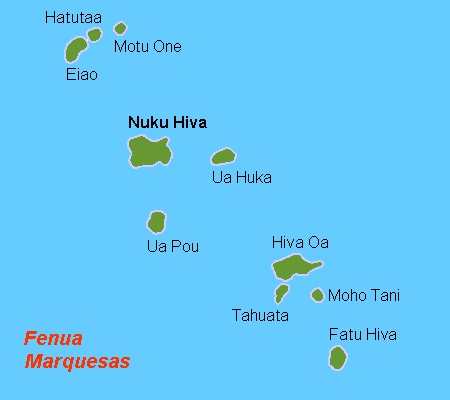 Hatutaa
Motu One
Eiao
Nuku Hiva
Ua Huka
Ua Pou
Hiva Oa
Moho Tani
Tahuata
Fatu Hiva
Fenua
Marquesas